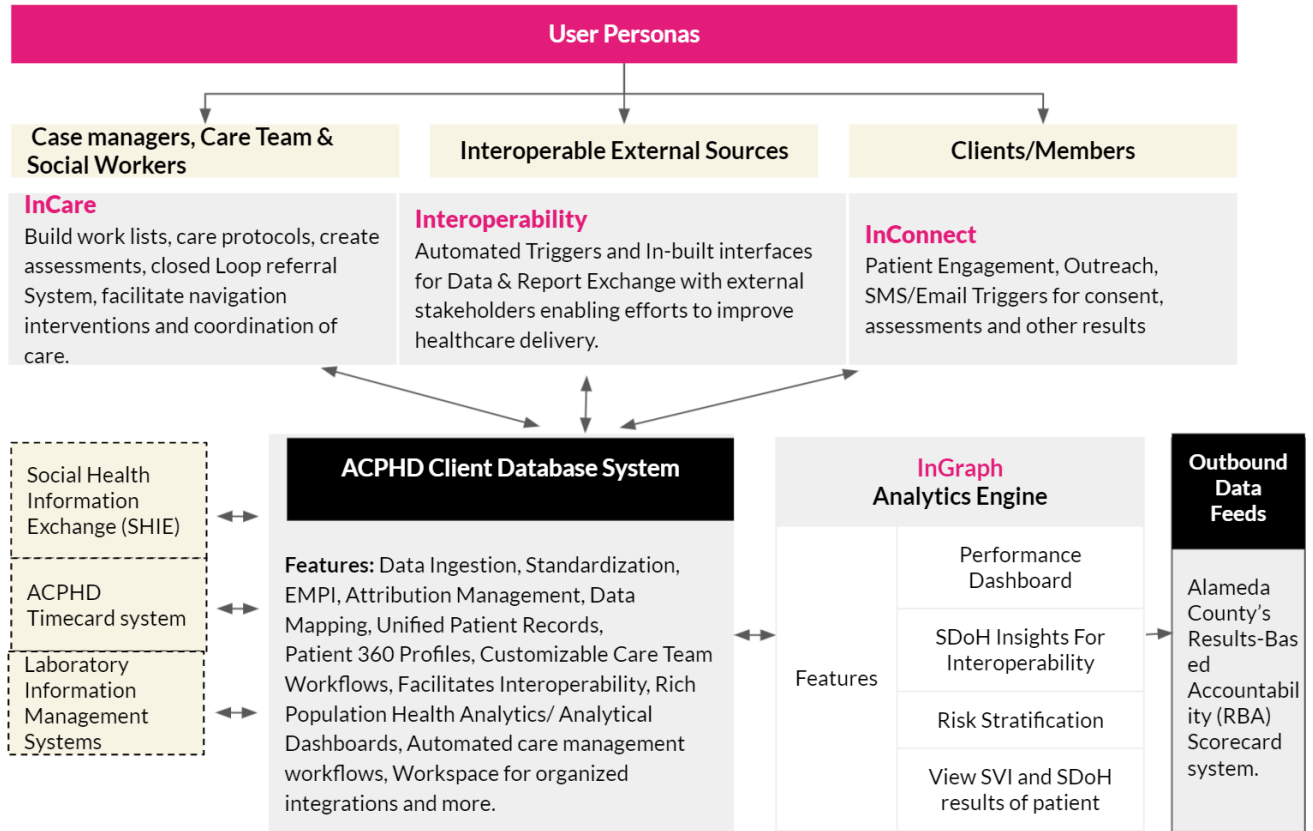 User Personas
Case managers, Care Team &
Social Workers
Interoperable External Sources
Clients/Members
InCare
Build work lists, care protocols, create
assessments, closed Loop referral
System, facilitate navigation
interventions and coordination of
care.
Interoperability
Automated Triggers and In-built interfaces
for Data & Report Exchange with external
stakeholders enabling efforts to improve
healthcare delivery.
InConnect
Patient Engagement, Outreach,
SMS/Email Triggers for consent,
assessments and other results
Social Health
Information
Exchange (SHIE)
ACPHD
Timecard system
Laboratory
Information
Management
Systems
ACPHD Client Database System
Features: Data Ingestion, Standardization,
EMPI, Attribution Management, Data
Mapping, Unified Patient Records,
Patient 360 Profiles, Customizable Care Team
Workflows, Facilitates Interoperability, Rich
Population Health Analytics/ Analytical
Dashboards, Automated care management
workflows, Workspace for organized
integrations and more.
InGraph
Analytics Engine
Features
Performance
Dashboard
SDoH Insights For
Interoperability
Risk Stratification
View SVI and SDoH
results of patient
Outbound
Data
Feeds
Alameda
County's
Results-Bas
ed
Accountabil
ity (RBA)
Scorecard
system.